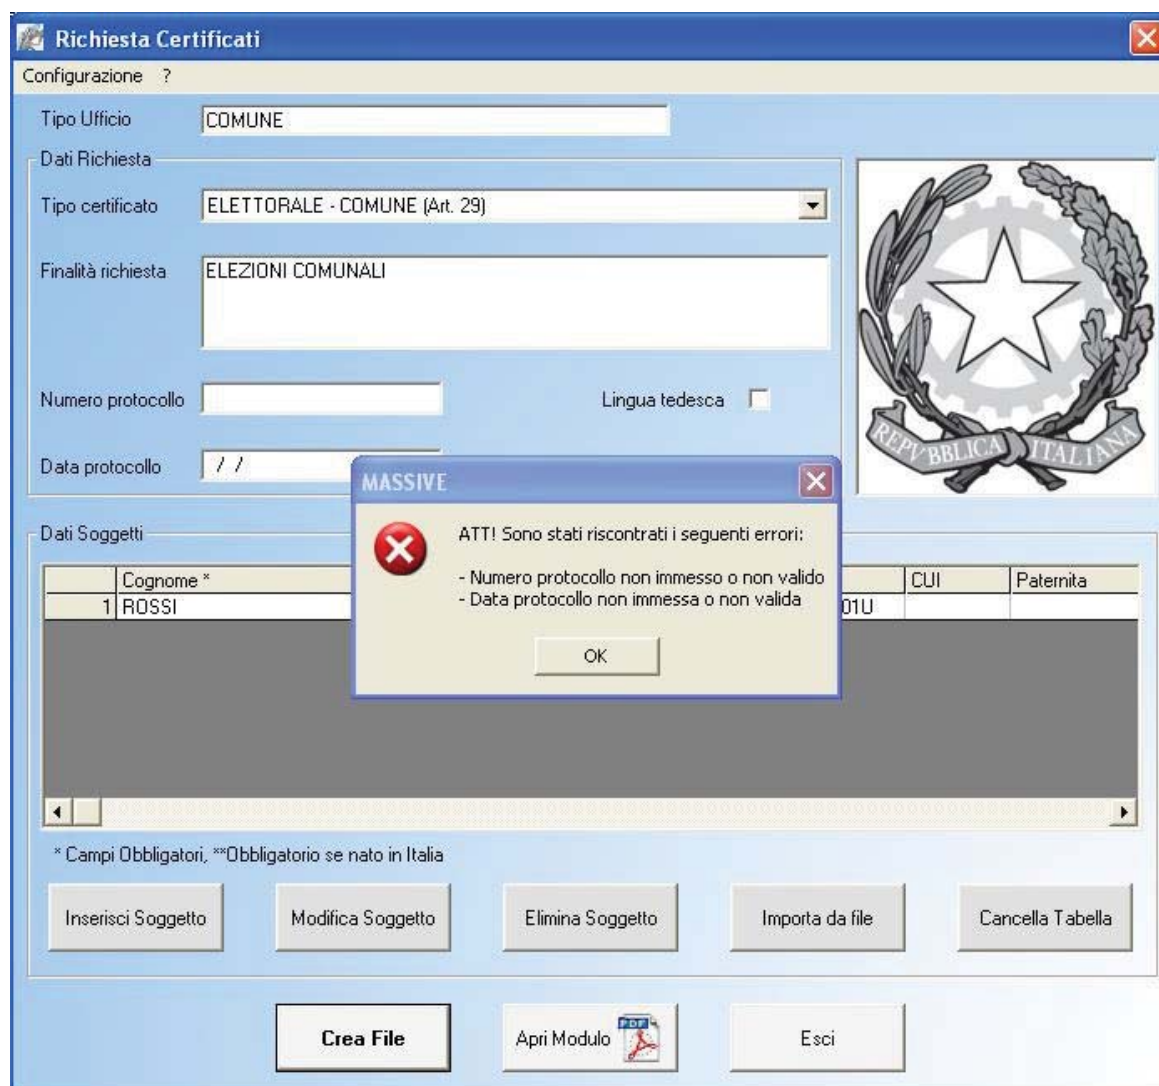 Richiesta Certificati
Configurazione ?
Tipo Ufficio COMUNE
Dati Richiesta
Tipo certificato ELETTORALE - COMUNE (Art. 29)
Finalità richiesta ELEZIONI COMUNALI
Numero protocollo Lingua tedesca
Data protocollo / /
REPVBBLICA ITALIANA
MASSIVE
ATT! Sono stati riscontrati i seguenti errori:
- Numero protocollo non immesso o non valido
- Data protocollo non immessa o non valida
OK
Dati Soggetti
Cognome * CUI Paternita
1 ROSSI 01U
* Campi Obbligatori, **Obbligatorio se nato in Italia
Inserisci Soggetto Modifica Soggetto Elimina Soggetto Importa da file Cancella Tabella
Crea File Apri Modulo PDF Esci